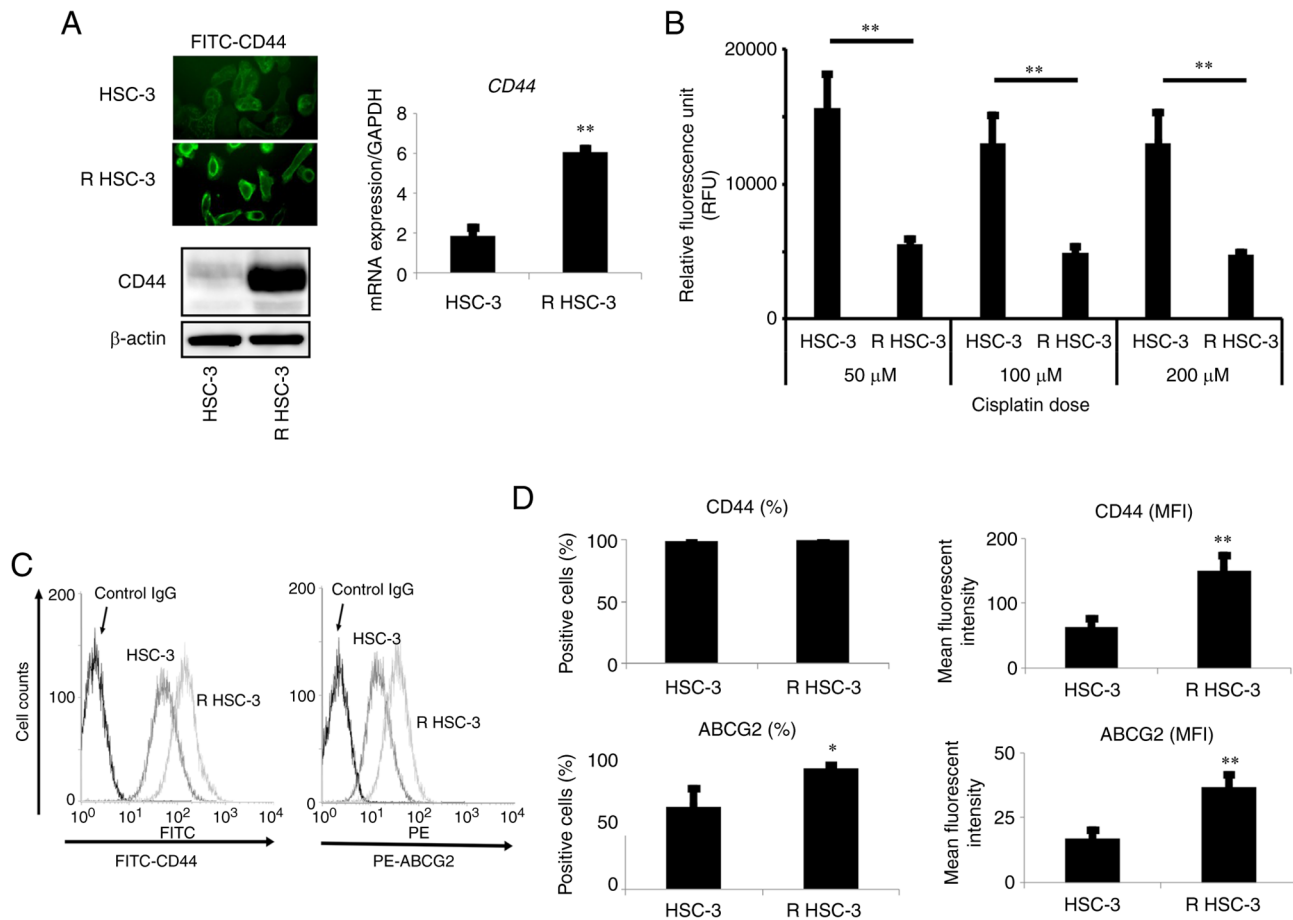 A
FITC-CD44
HSC-3
R HSC-3
CD44
β-actin
HSC-3
R HSC-3
CD44
mRNA expression/GAPDH
8
6
4
2
0
**
HSC-3
R HSC-3
B
Relative fluorescence unit
(RFU)
20000
10000
0
**
**
**
HSC-3 R HSC-3 HSC-3 R HSC-3 HSC-3 R HSC-3
50 μM 100 μM 200 μM
Cisplatin dose
C
Cell counts
200
100
0
Control IgG
HSC-3
R HSC-3
10⁰ 10¹ 10² 10³ 10⁴
FITC
FITC-CD44
200
100
0
Control IgG
HSC-3
R HSC-3
10⁰ 10¹ 10² 10³ 10⁴
PE
PE-ABCG2
D
CD44 (%)
Positive cells (%)
100
50
0
HSC-3 R HSC-3
CD44 (MFI)
Mean fluorescent
intensity
200
100
0
**
HSC-3 R HSC-3
ABCG2 (%)
Positive cells (%)
100
50
0
*
HSC-3 R HSC-3
ABCG2 (MFI)
Mean fluorescent
intensity
50
25
0
**
HSC-3 R HSC-3